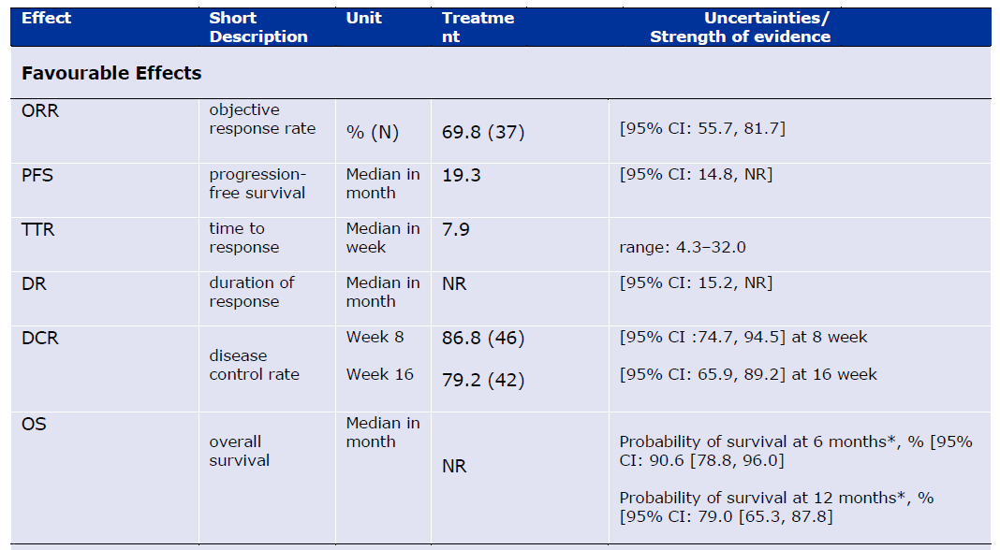 Effect Short Unit Treatme Uncertainties/
Description nt Strength of evidence
Favourable Effects
ORR objective
response rate % (N) 69.8 (37) [95% CI: 55.7, 81.7]
PFS progression- Median in 19.3 [95% CI: 14.8, NR]
free survival month
TTR time to Median in 7.9
response week range: 4.3–32.0
DR duration of Median in NR [95% CI: 15.2, NR]
response month
DCR Week 8 86.8 (46) [95% CI :74.7, 94.5] at 8 week
disease
control rate Week 16 79.2 (42) [95% CI: 65.9, 89.2] at 16 week
OS Median in
overall month Probability of survival at 6 months*, % [95%
survival NR CI: 90.6 [78.8, 96.0]
Probability of survival at 12 months*, %
[95% CI: 79.0 [65.3, 87.8]